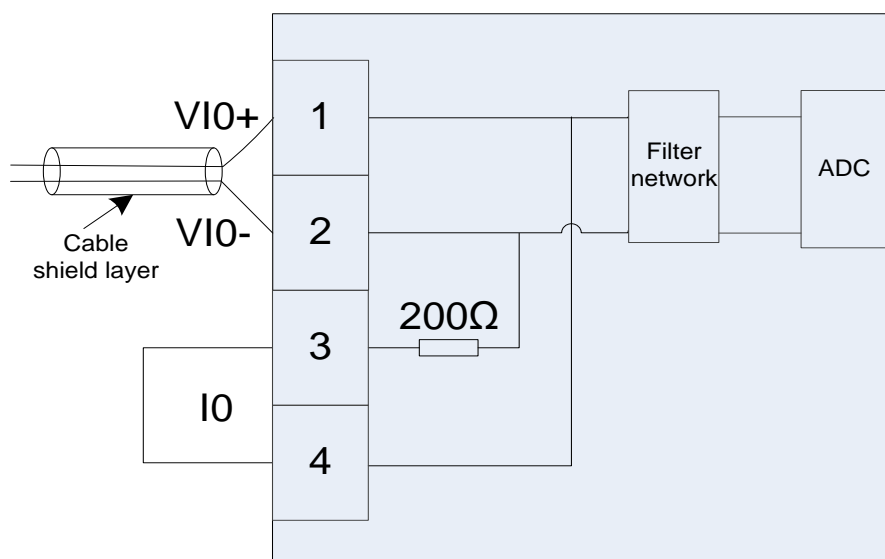 VI0+
VI0-
Cable
shield layer
1
2
3
4
I0
200Ω
Filter
network
ADC